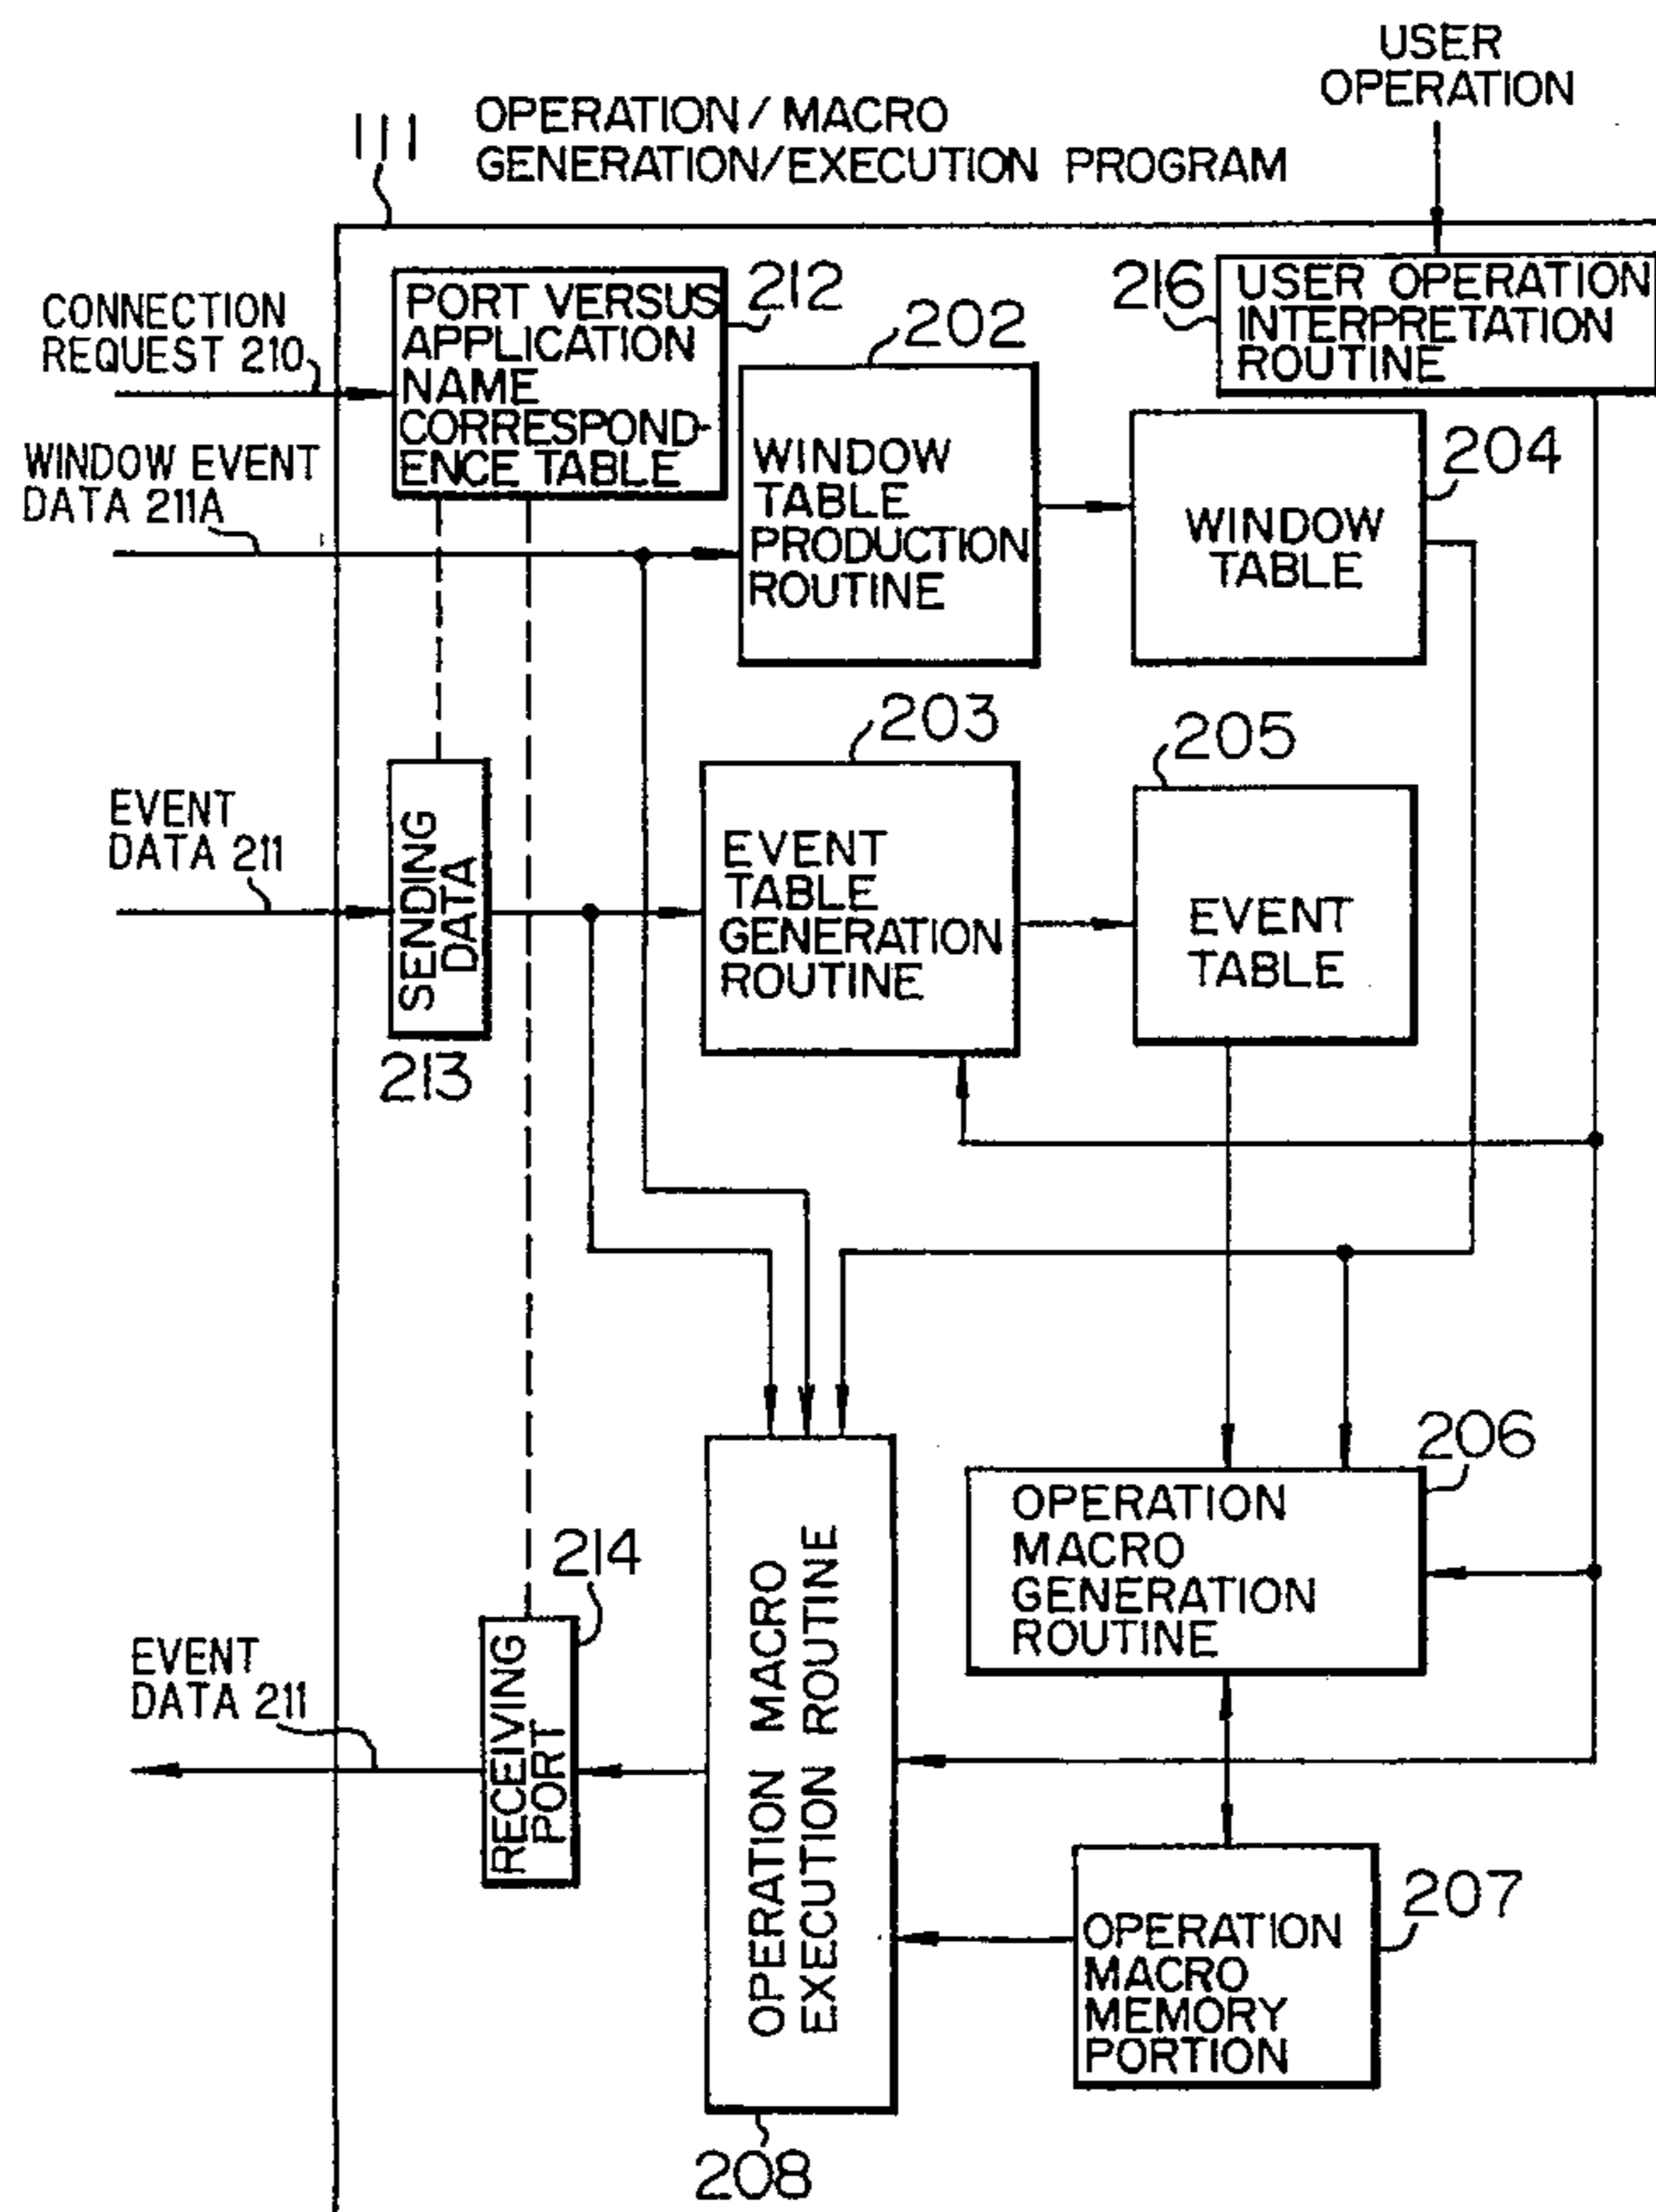 USER
OPERATION
111
OPERATION/MACRO
GENERATION/EXECUTION PROGRAM
CONNECTION
REQUEST 210
PORT VERSUS
APPLICATION
NAME
CORRESPOND-
ENCE TABLE
212
202
216
USER OPERATION
INTERPRETATION
ROUTINE
WINDOW EVENT
DATA 211A
WINDOW
TABLE
PRODUCTION
ROUTINE
WINDOW
TABLE
204
203
205
EVENT
DATA 211
SENDING
DATA
213
EVENT
TABLE
GENERATION
ROUTINE
EVENT
TABLE
206
OPERATION
MACRO
GENERATION
ROUTINE
214
EVENT
DATA 211
RECEIVING
PORT
OPERATION MACRO
EXECUTION ROUTINE
208
OPERATION
MACRO
MEMORY
PORTION
207